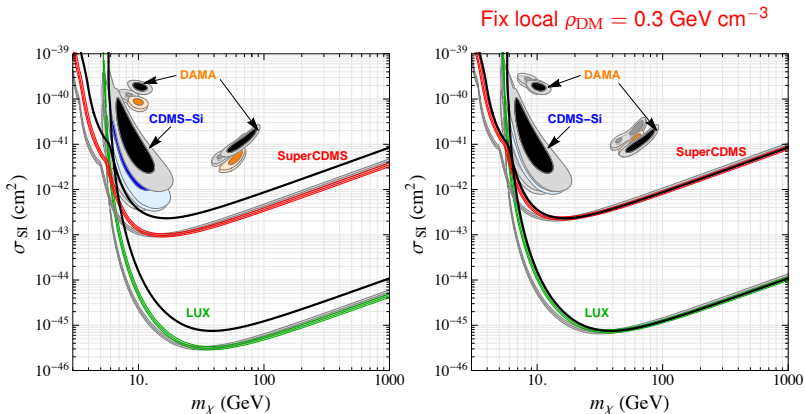 Fix local ρDM = 0.3 GeV cm−3
10−39
10−40
10−41
10−42
10−43
10−44
10−45
10−46
σ SI (cm2)
DAMA
CDMS−Si
SuperCDMS
LUX
10.
100
1000
mχ (GeV)
10−39
10−40
10−41
10−42
10−43
10−44
10−45
10−46
σ SI (cm2)
DAMA
CDMS−Si
SuperCDMS
LUX
10.
100
1000
mχ (GeV)